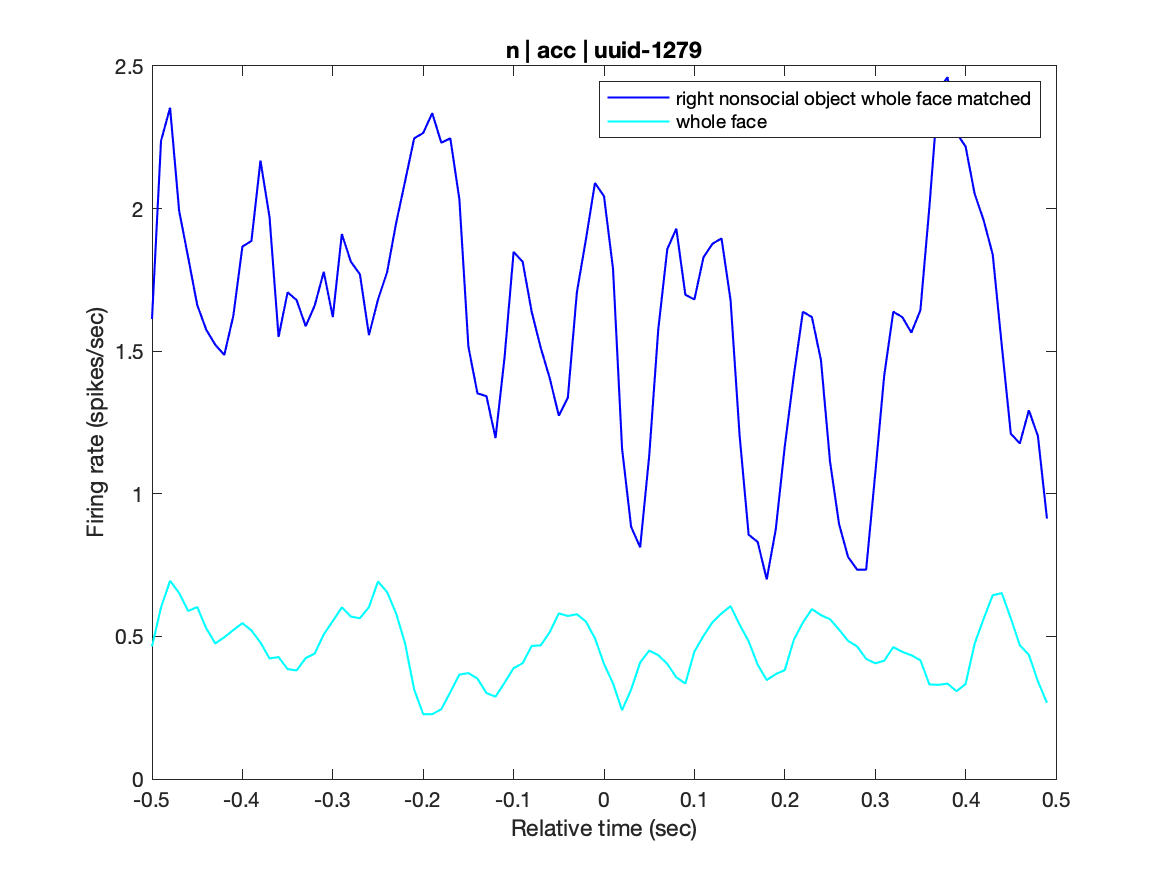 n | acc | uuid-1279
2.5
right nonsocial object whole face matched
whole face
2
1.5
1
0.5
0
Firing rate (spikes/sec)
-0.5 -0.4 -0.3 -0.2 -0.1 0 0.1 0.2 0.3 0.4 0.5
Relative time (sec)